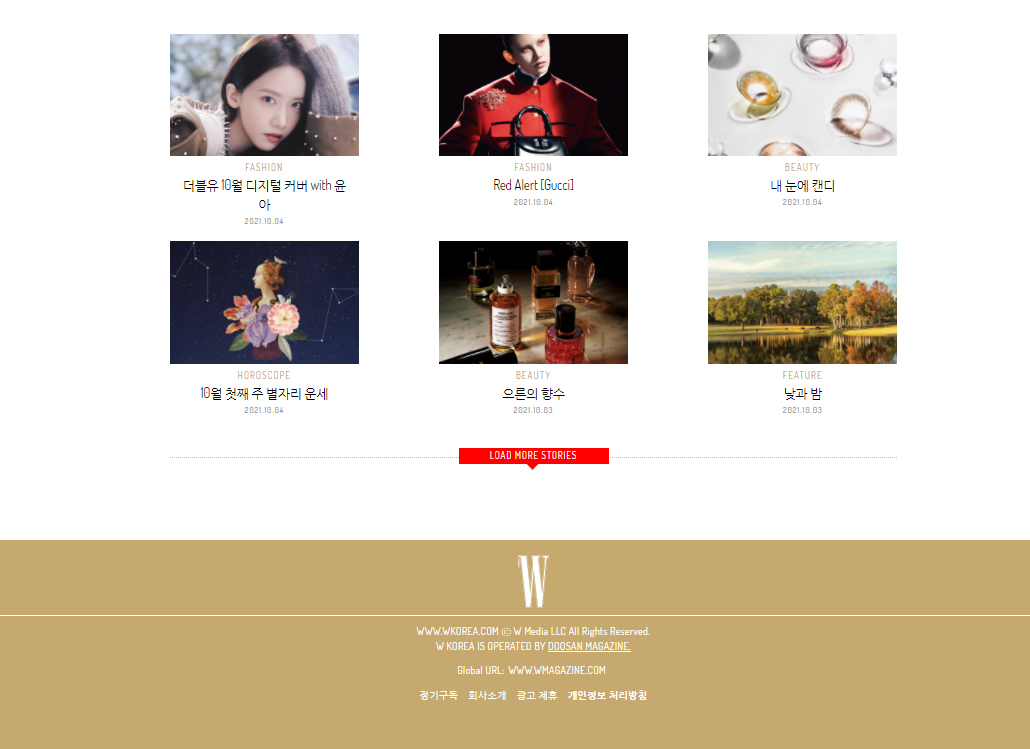 FASHION
더블유 10월 디지털 커버 with 윤
아
2021.10.04
FASHION
Red Alert [Gucci]
2021.10.04
BEAUTY
내 눈에 캔디
2021.10.04
HOROSCOPE
10월 첫째 주 별자리 운세
2021.10.04
BEAUTY
으른의 향수
2021.10.03
FEATURE
낮과 밤
2021.10.03
LOAD MORE STORIES
W
WWW.WKOREA.COM ⓒ W Media LLC All Rights Reserved.
W KOREA IS OPERATED BY DOOSAN MAGAZINE.
Global URL: WWW.WMAGAZINE.COM
정기구독 회사소개 광고 제휴 개인정보 처리방침